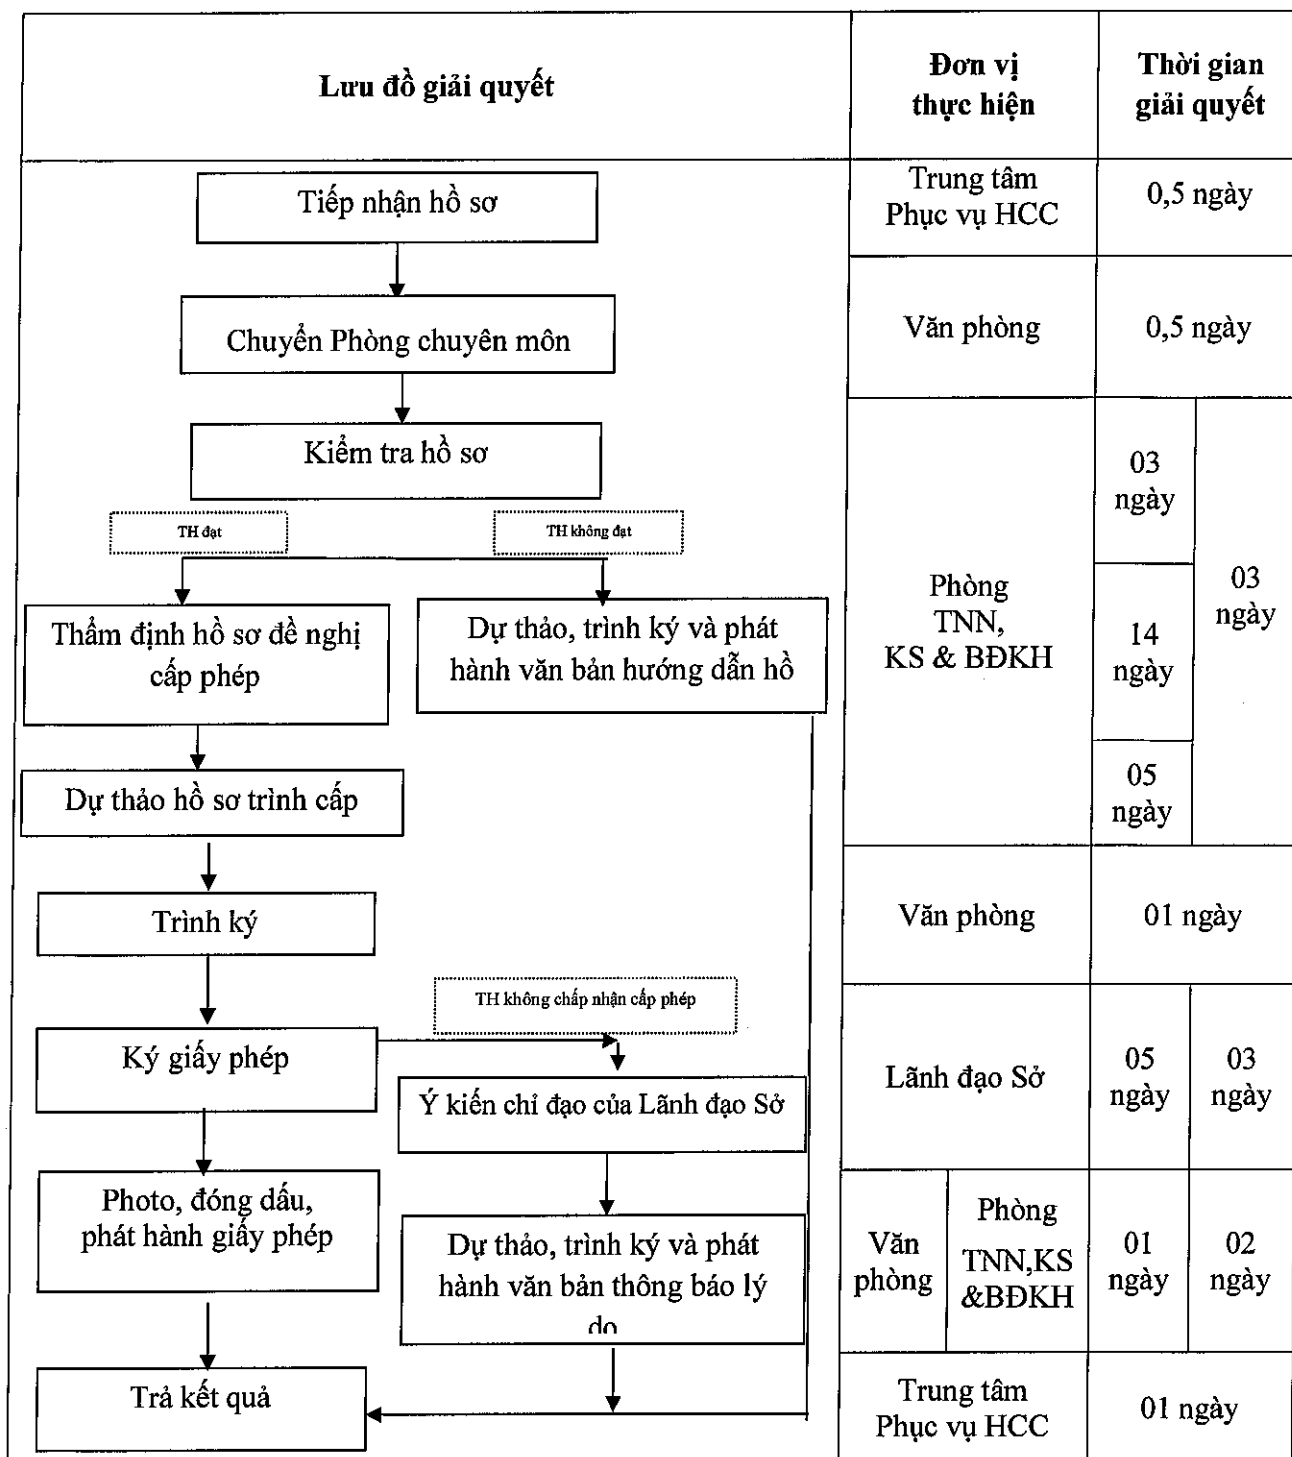 Lưu đồ giải quyết
Đơn vị
thực hiện
Thời gian
giải quyết
Tiếp nhận hồ sơ
Trung tâm
Phục vụ HCC
0,5 ngày
Chuyển Phòng chuyên môn
Văn phòng
0,5 ngày
Kiểm tra hồ sơ
TH đạt
TH không đạt
Thẩm định hồ sơ đề nghị
cấp phép
Dự thảo, trình ký và phát
hành văn bản hướng dẫn hồ
Dự thảo hồ sơ trình cấp
Phòng
TNN,
KS & BĐKH
03
ngày
14
ngày
05
ngày
03
ngày
Trình ký
Văn phòng
01 ngày
TH không chấp nhận cấp phép
Ký giấy phép
Ý kiến chỉ đạo của Lãnh đạo Sở
Lãnh đạo Sở
05
ngày
03
ngày
Photo, đóng dấu,
phát hành giấy phép
Dự thảo, trình ký và phát
hành văn bản thông báo lý
do
Văn
phòng
Phòng
TNN,KS
&BĐKH
01
ngày
02
ngày
Trả kết quả
Trung tâm
Phục vụ HCC
01 ngày